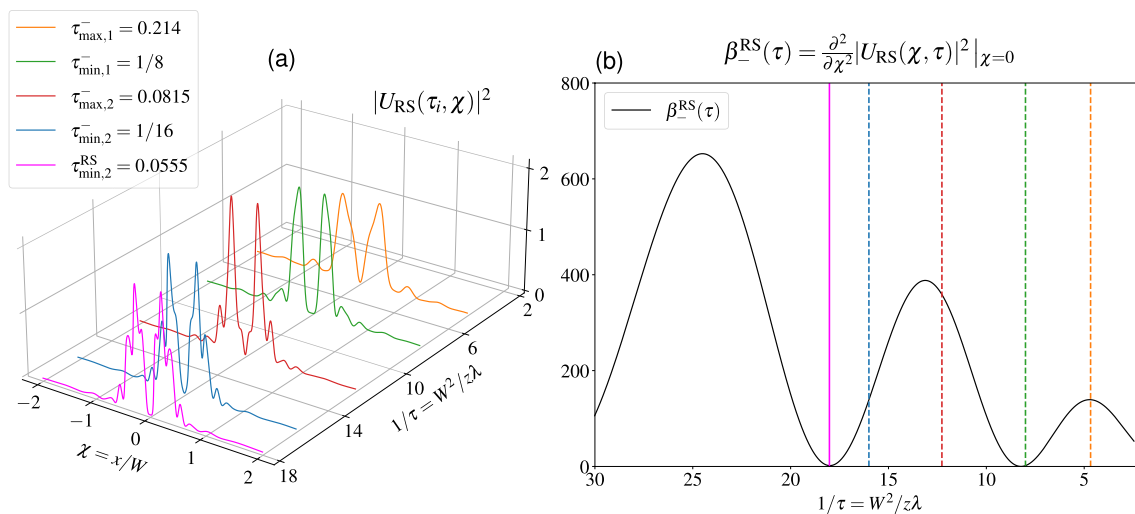 τ⁻max,1 = 0.214
τ⁻min,1 = 1/8
τ⁻max,2 = 0.0815
τ⁻min,2 = 1/16
τᴿˢmin,2 = 0.0555
(a)
|U_RS(τᵢ, χ)|²
2
1
0
2
6
10
14
18
1/τ = W²/zλ
−2
−1
0
1
2
χ = x/W
(b)
β₋ᴿˢ(τ) = ∂²/∂χ² |U_RS(χ, τ)|² |χ=0
β₋ᴿˢ(τ)
800
600
400
200
0
30
25
20
15
10
5
1/τ = W²/zλ